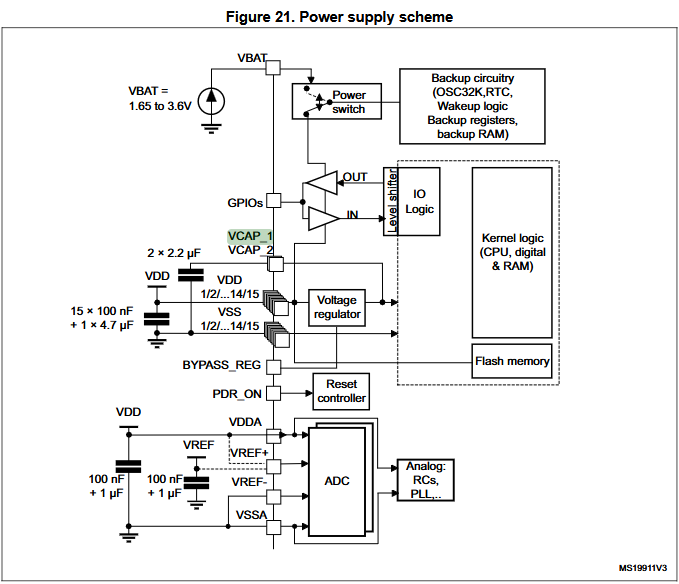 Figure 21. Power supply scheme
VBAT
VBAT =
1.65 to 3.6V
Power
switch
Backup circuitry
(OSC32K,RTC,
Wakeup logic
Backup registers,
backup RAM)
OUT
GPIOs
IN
Level shifter
IO
Logic
Kernel logic
(CPU, digital
& RAM)
VCAP_1
VCAP_2
2 × 2.2 µF
VDD
VDD
1/2/...14/15
Voltage
regulator
15 × 100 nF
+ 1 × 4.7 µF
VSS
1/2/...14/15
Flash memory
BYPASS_REG
PDR_ON
Reset
controller
VDD
VDDA
VREF
VREF+
100 nF
+ 1 µF
100 nF
+ 1 µF
VREF-
ADC
Analog:
RCs,
PLL,..
VSSA
MS19911V3